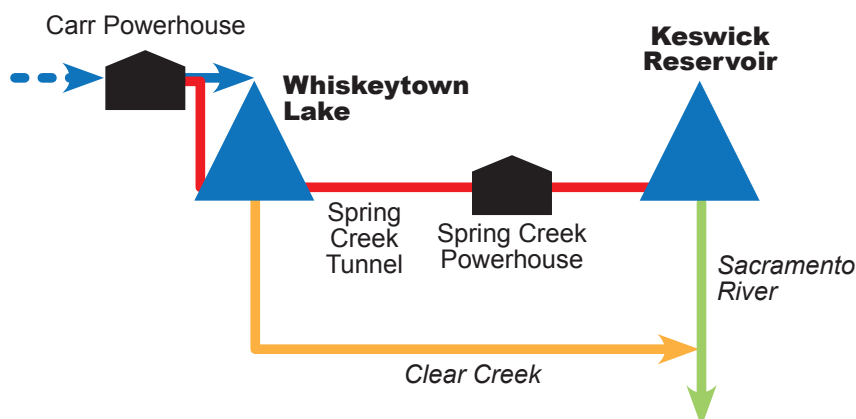 Carr Powerhouse
Keswick
Reservoir
Whiskeytown
Lake
Spring
Creek
Tunnel
Spring Creek
Powerhouse
Sacramento
River
Clear Creek